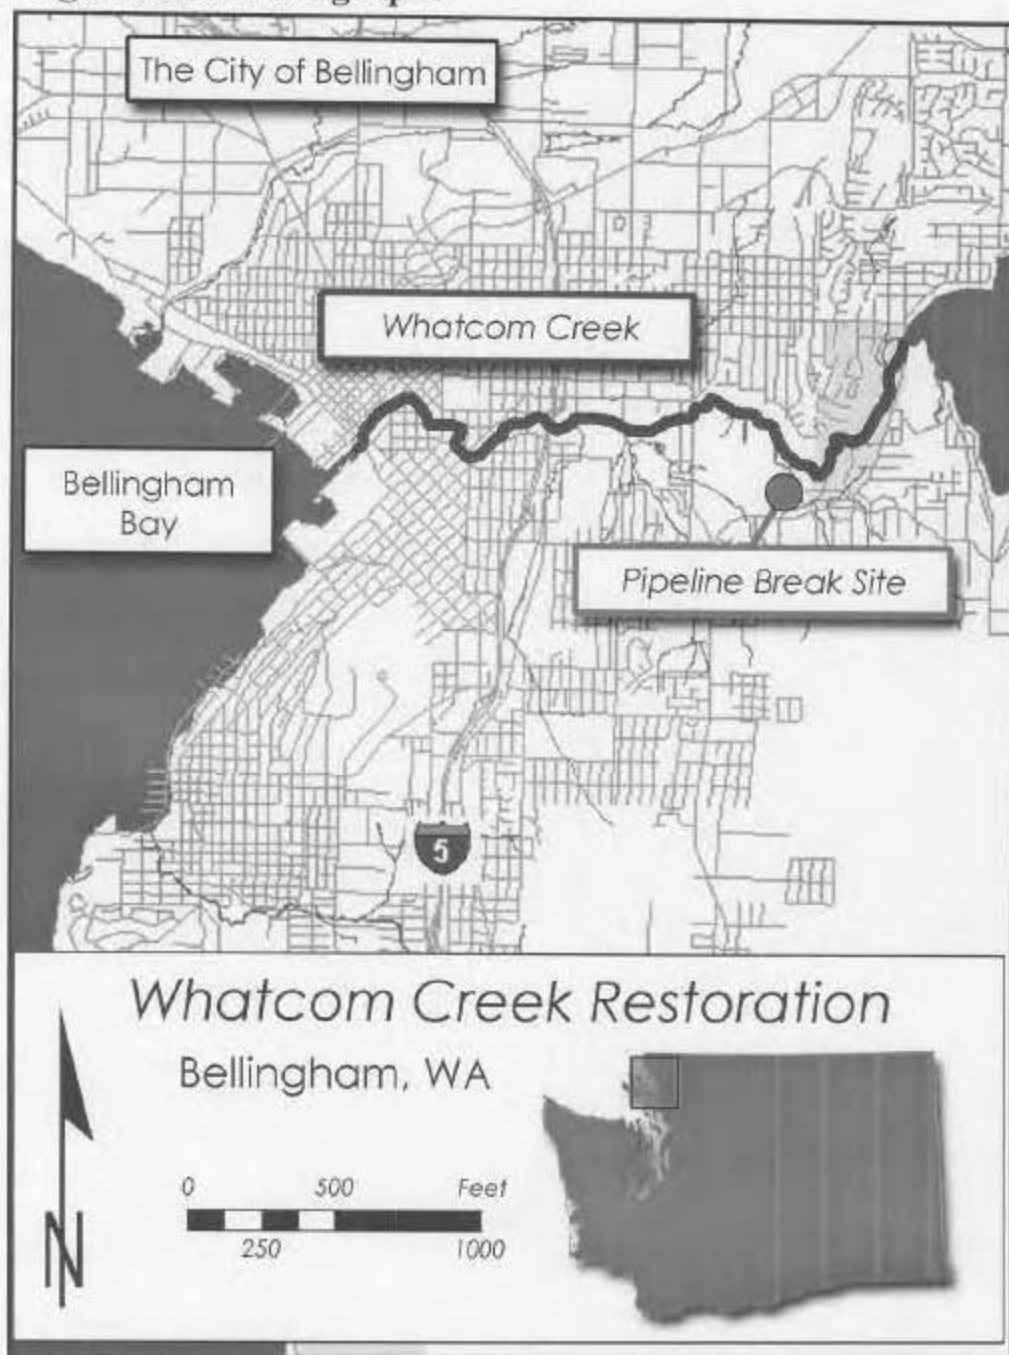 The City of Bellingham
Whatcom Creek
Bellingham
Bay
Pipeline Break Site
5
Whatcom Creek Restoration
Bellingham, WA
0 500 Feet
250 1000
N